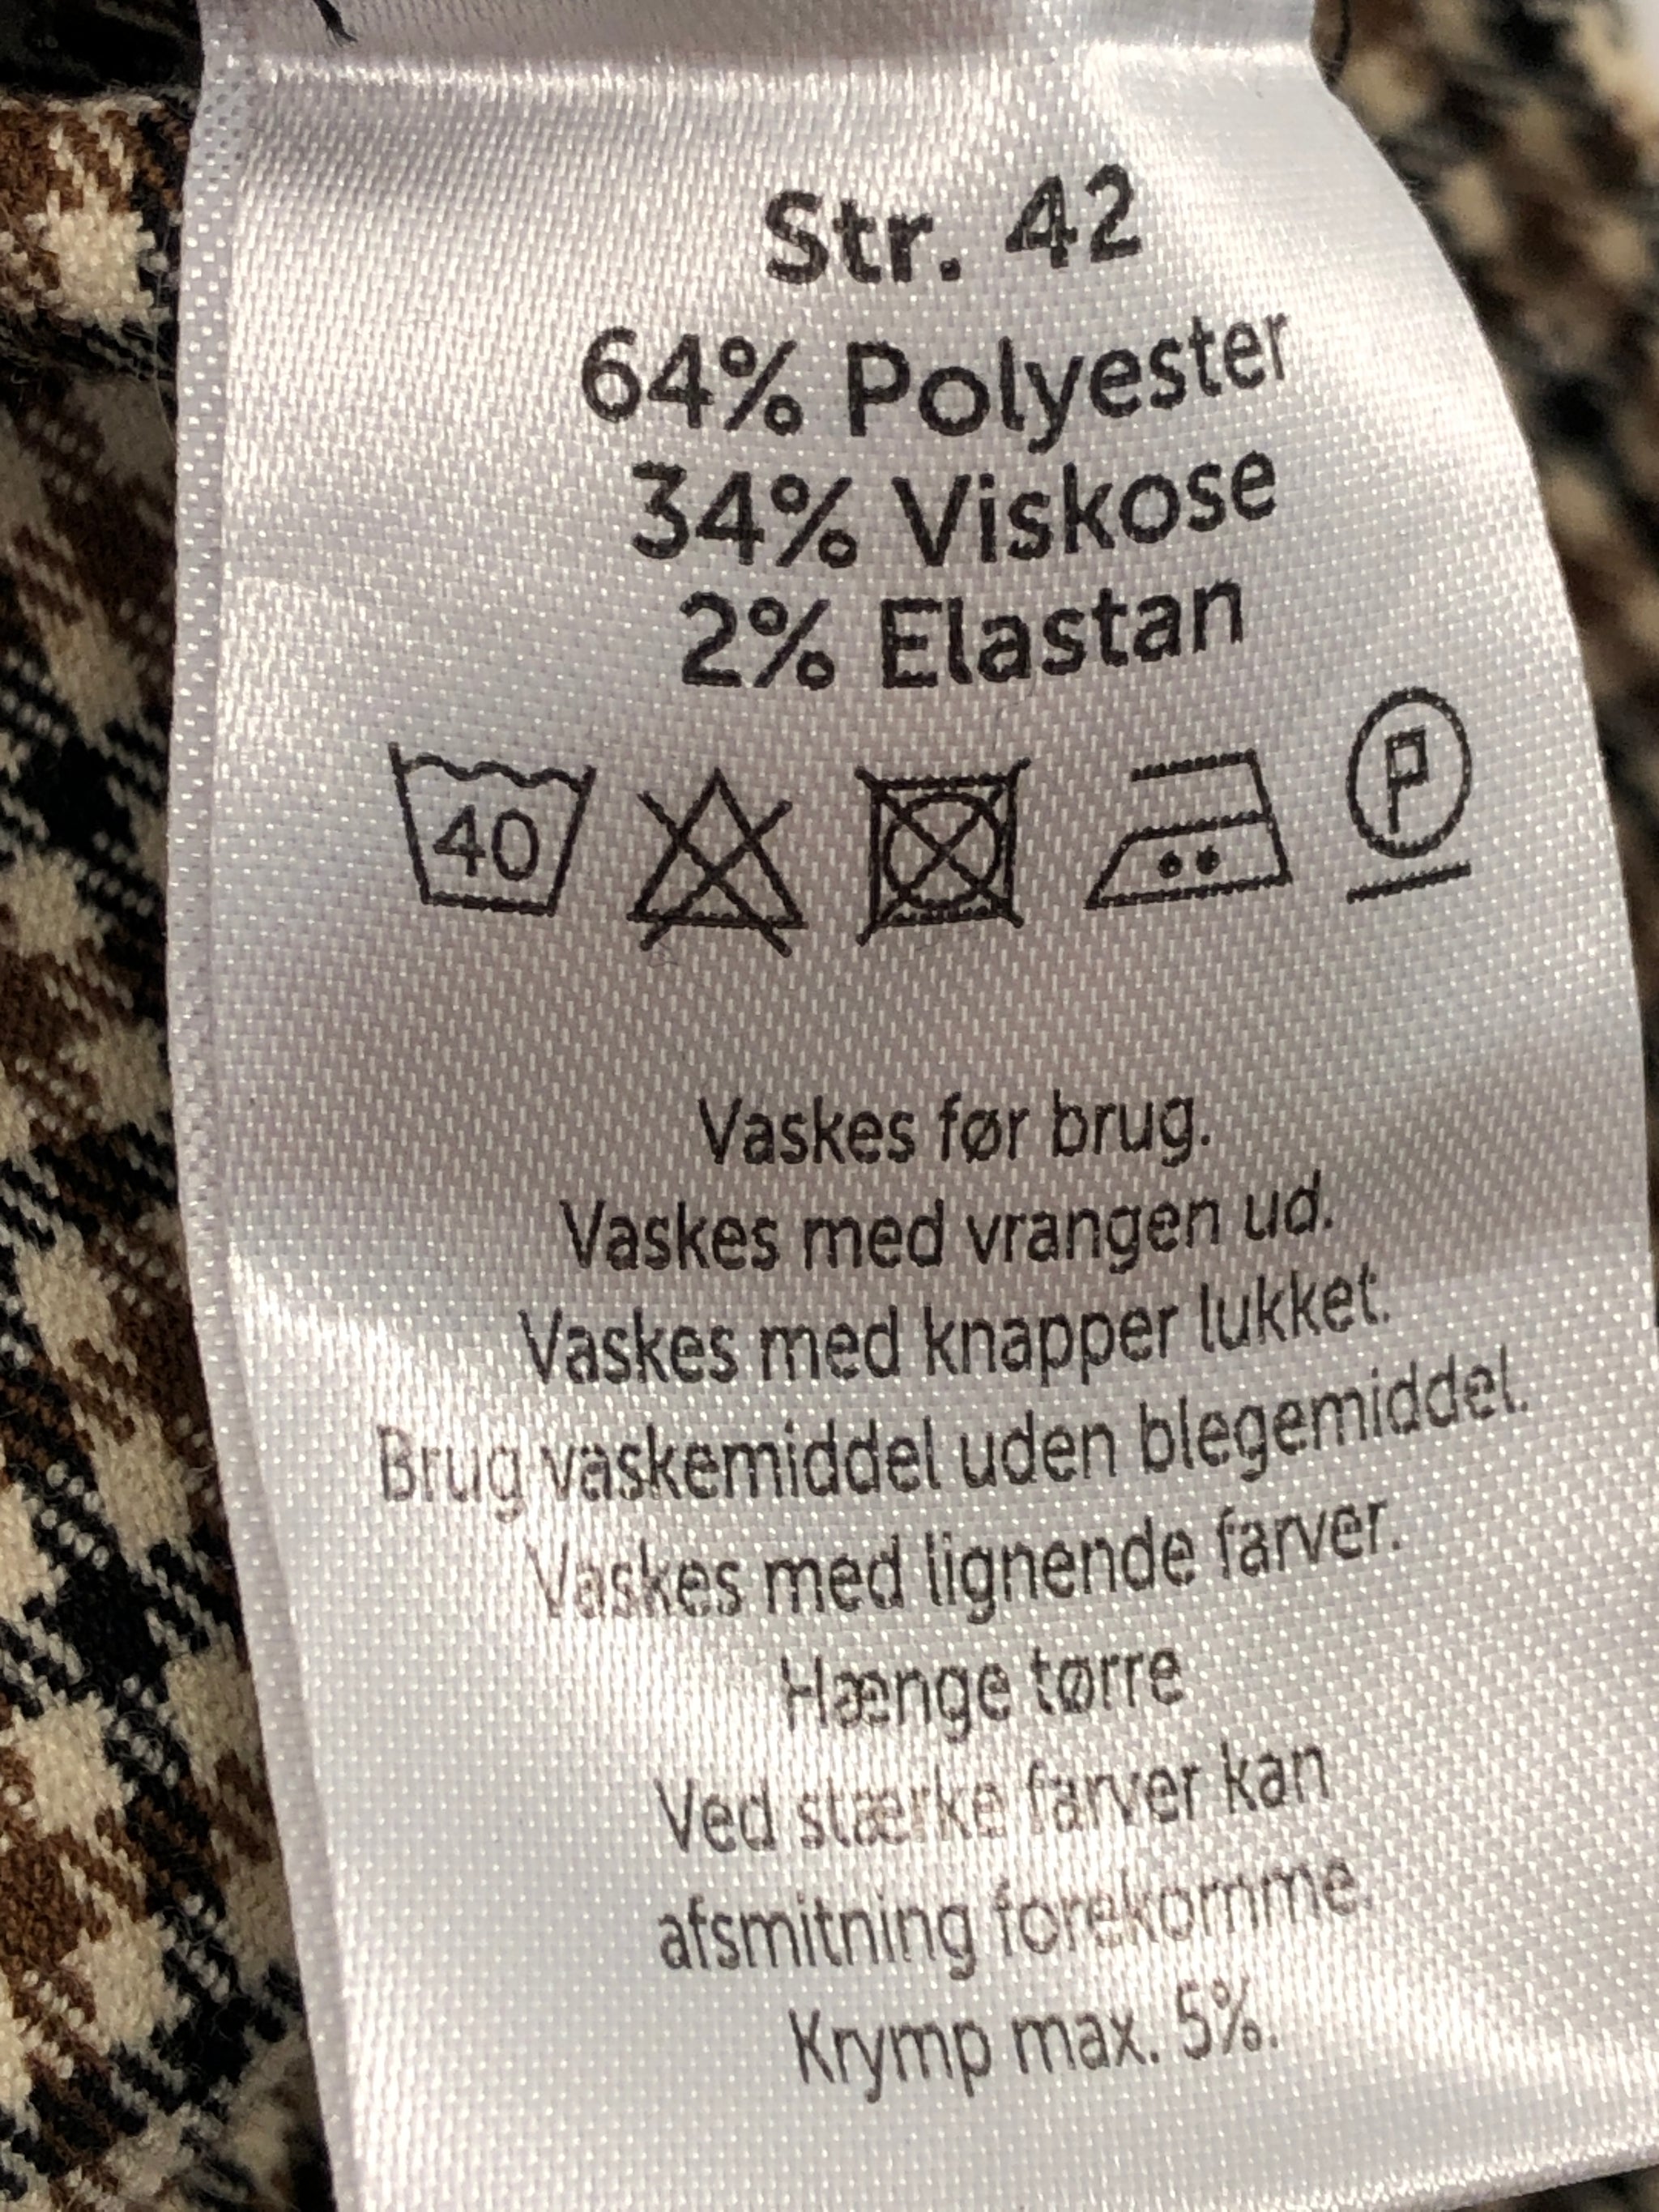 Str. 42
64% Polyester
34% Viskose
2% Elastan
40
P
Vaskes før brug.
Vaskes med vrangen ud.
Vaskes med knapper lukket.
Brug vaskemiddel uden blegemiddel.
Vaskes med lignende farver.
Hænge tørre
Ved stærke farver kan
afsmitning forekomme.
Krymp max. 5%.